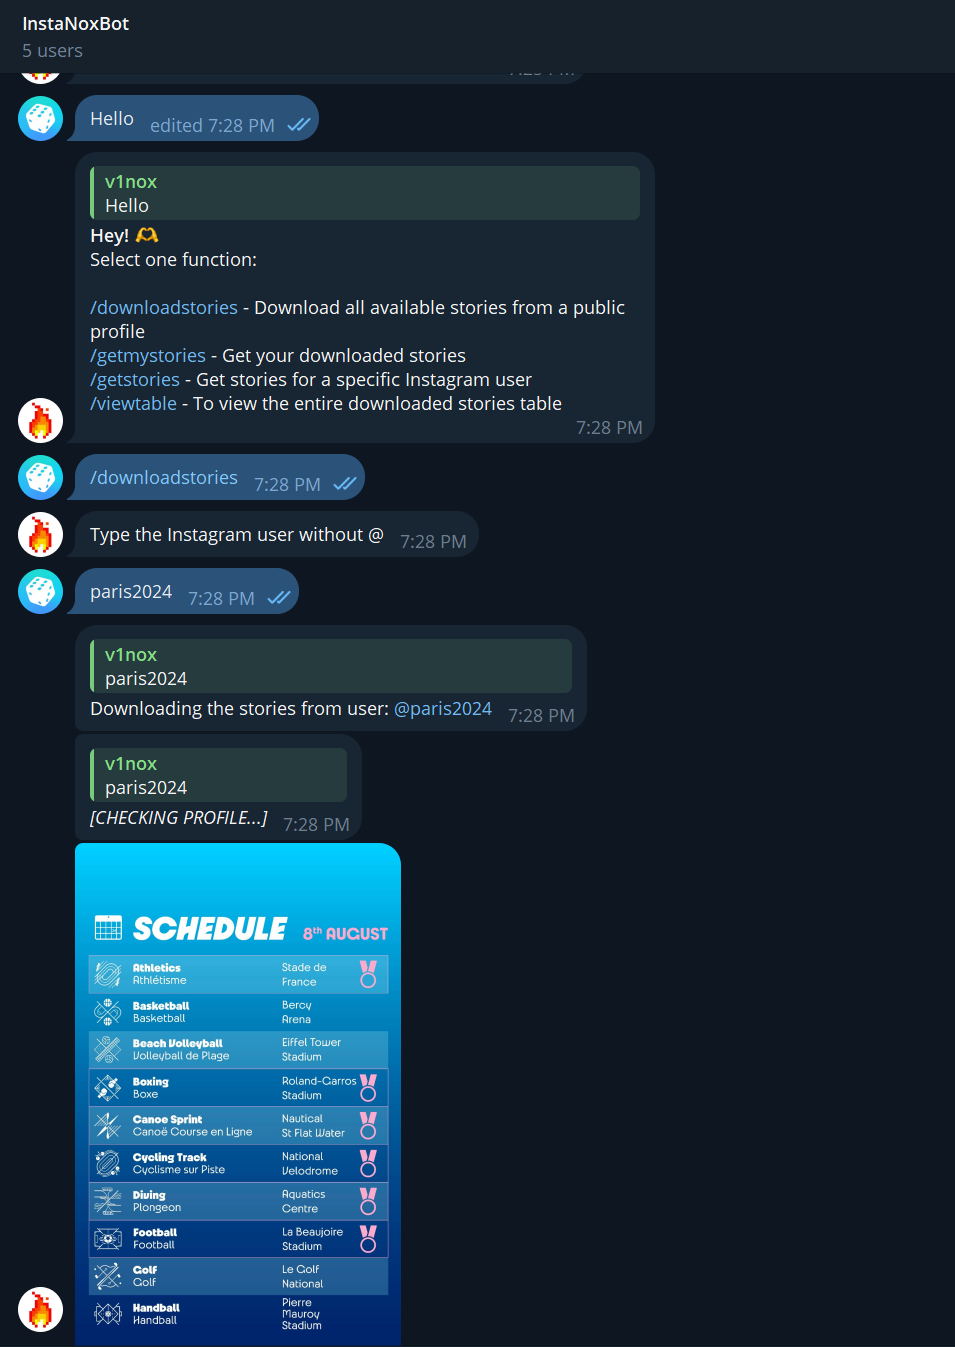 InstaNoxBot
5 users
Hello edited 7:28 PM
v1nox
Hello
Hey!
Select one function:
/downloadstories - Download all available stories from a public
profile
/getmystories - Get your downloaded stories
/getstories - Get stories for a specific Instagram user
/viewtable - To view the entire downloaded stories table
7:28 PM
/downloadstories 7:28 PM
Type the Instagram user without @ 7:28 PM
paris2024 7:28 PM
v1nox
paris2024
Downloading the stories from user: @paris2024 7:28 PM
v1nox
paris2024
[CHECKING PROFILE...] 7:28 PM
SCHEDULE 8th AUGUST
Athletics
Athlétisme
Stade de
France
Basketball
Basketball
Bercy
Arena
Beach Volleyball
Volleyball de Plage
Eiffel Tower
Stadium
Boxing
Boxe
Roland-Garros
Stadium
Canoe Sprint
Canoë Course en Ligne
Nautical
St Flat Water
Cycling Track
Cyclisme sur Piste
National
Velodrome
Diving
Plongeon
Aquatics
Centre
Football
Football
La Beaujoire
Stadium
Golf
Golf
Le Golf
National
Handball
Handball
Pierre
Mauroy
Stadium